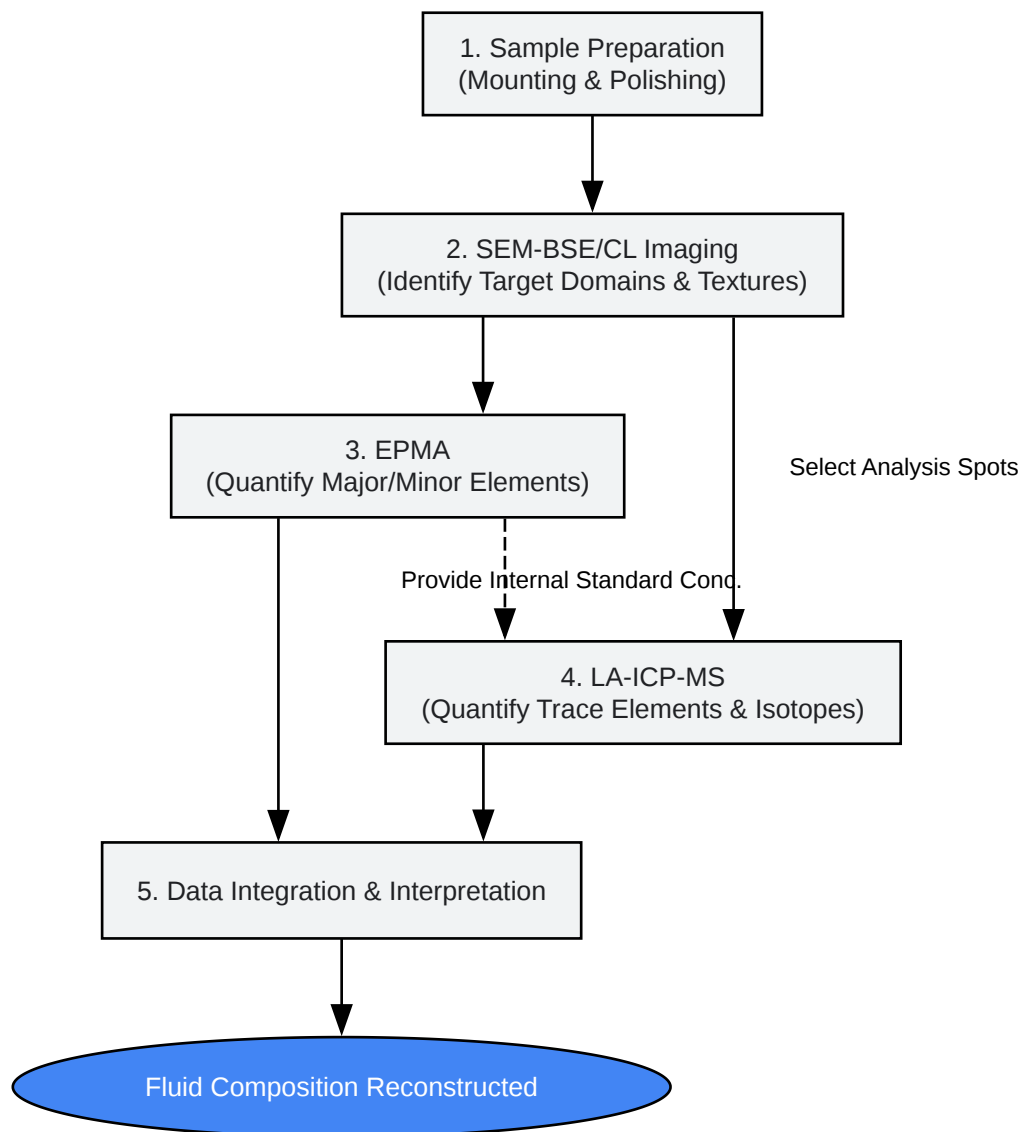 1. Sample Preparation
(Mounting & Polishing)
2. SEM-BSE/CL Imaging
(Identify Target Domains & Textures)
3. EPMA
(Quantify Major/Minor Elements)
Select Analysis Spots
Provide Internal Standard Conc.
4. LA-ICP-MS
(Quantify Trace Elements & Isotopes)
5. Data Integration & Interpretation
Fluid Composition Reconstructed